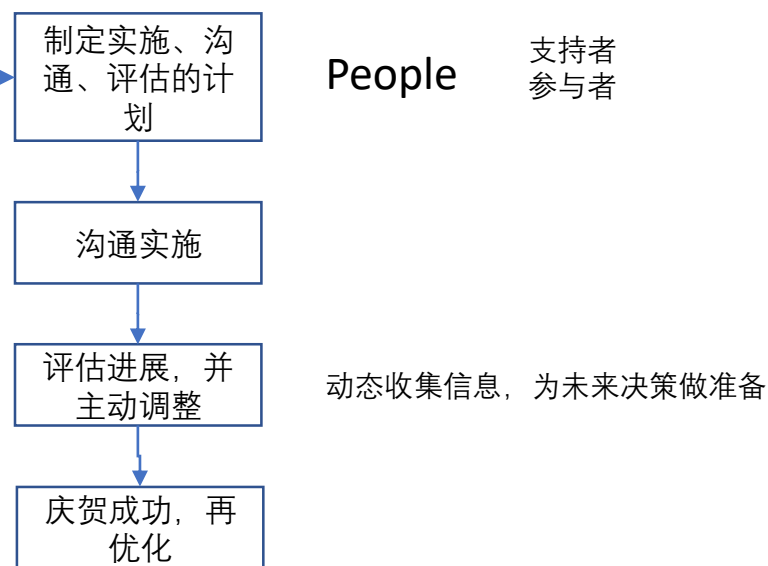 制定实施、沟
通、评估的计
划
People
支持者
参与者
沟通实施
评估进展，并
主动调整
动态收集信息，为未来决策做准备
庆贺成功，再
优化